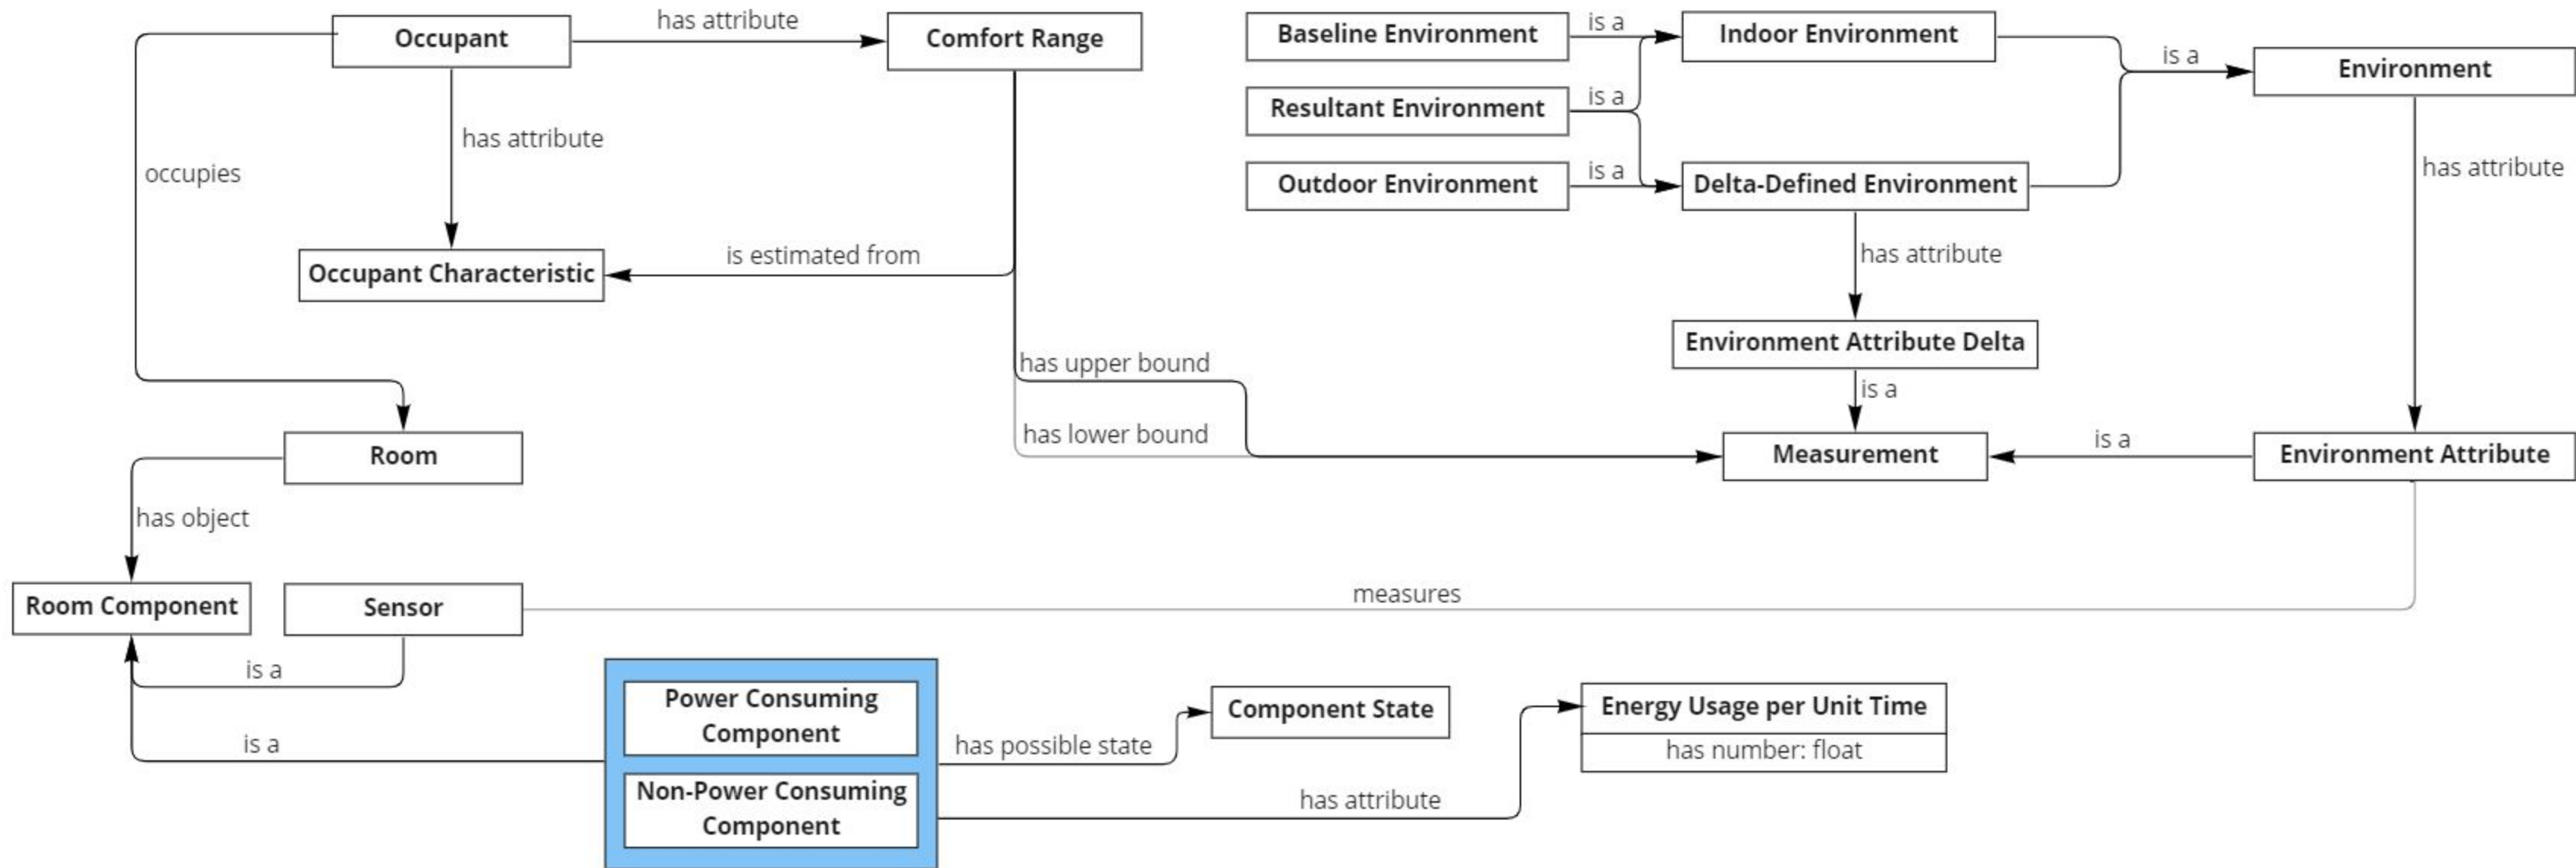 Occupant
has attribute
Comfort Range
Baseline Environment
is a
Indoor Environment
is a
Environment
Resultant Environment
is a
Outdoor Environment
is a
Delta-Defined Environment
has attribute
has attribute
occupies
has attribute
Occupant Characteristic
is estimated from
Environment Attribute Delta
is a
has upper bound
has lower bound
Room
Measurement
is a
Environment Attribute
has object
Room Component
Sensor
measures
is a
is a
Power Consuming
Component
Non-Power Consuming
Component
has possible state
Component State
has attribute
Energy Usage per Unit Time
has number: float